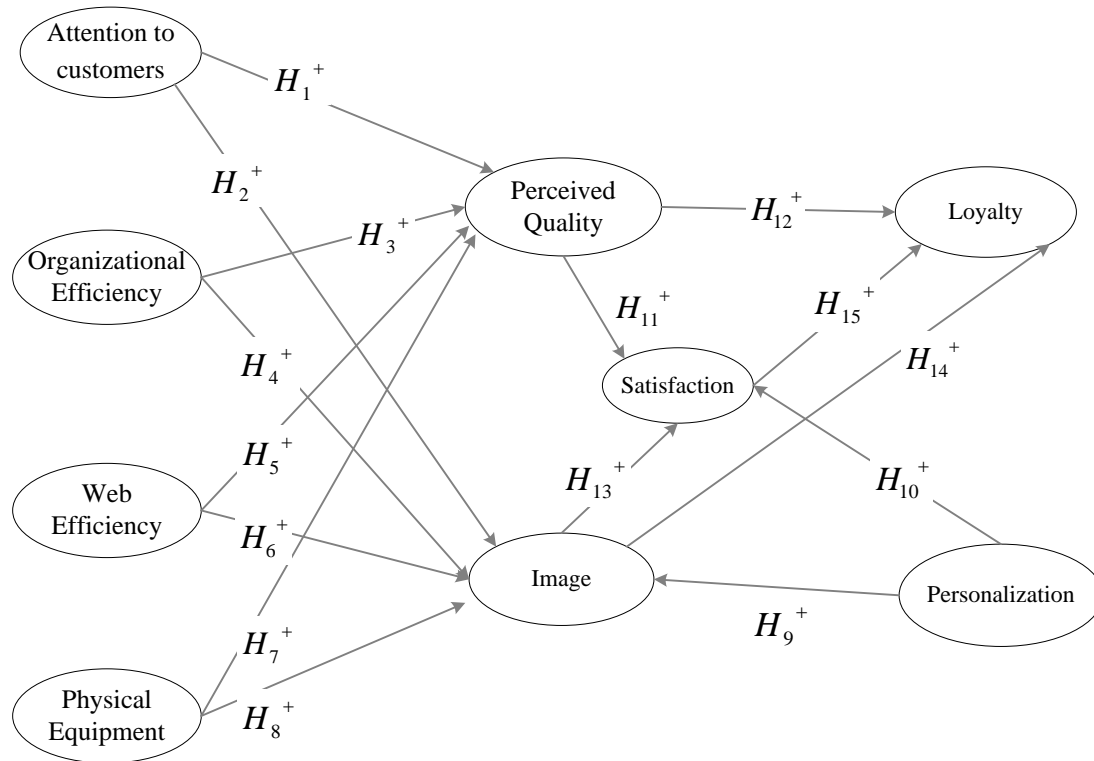 Attention to
customers
H₁⁺
H₂⁺
Perceived
Quality
H₁₂⁺
Loyalty
Organizational
Efficiency
H₃⁺
H₁₁⁺
H₁₅⁺
H₄⁺
Satisfaction
H₁₄⁺
H₅⁺
H₁₃⁺
H₁₀⁺
Web
Efficiency
H₆⁺
Image
Personalization
H₉⁺
H₇⁺
Physical
Equipment
H₈⁺